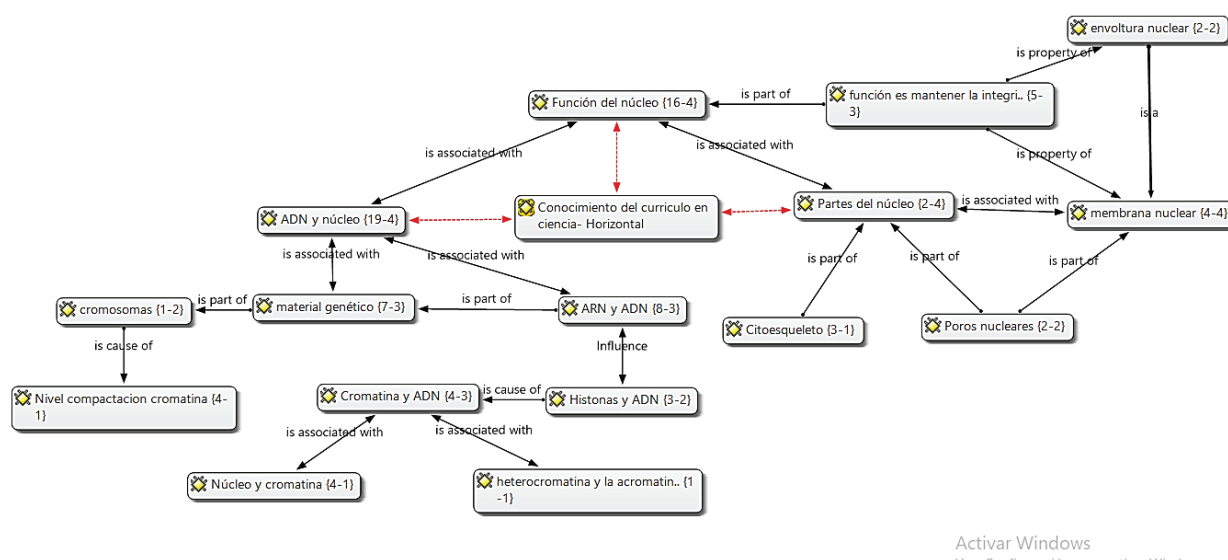 envoltura nuclear {2-2}
is property of
Función del núcleo {16-4}
is part of
función es mantener la integri.. {5-
3}
is a
is associated with
is associated with
is property of
ADN y núcleo {19-4}
Conocimiento del curriculo en
ciencia- Horizontal
Partes del núcleo {2-4}
is associated with
membrana nuclear {4-4}
is associated with
is associated with
is part of
is part of
is part of
cromosomas {1-2}
is part of
material genético {7-3}
is part of
ARN y ADN {8-3}
Citoesqueleto {3-1}
Poros nucleares {2-2}
is cause of
Influence
Nivel compactacion cromatina {4-
1}
Cromatina y ADN {4-3}
is cause of
Histonas y ADN {3-2}
is associated with
is associated with
Núcleo y cromatina {4-1}
heterocromatina y la acromatin.. {1
-1}
Activar Windows